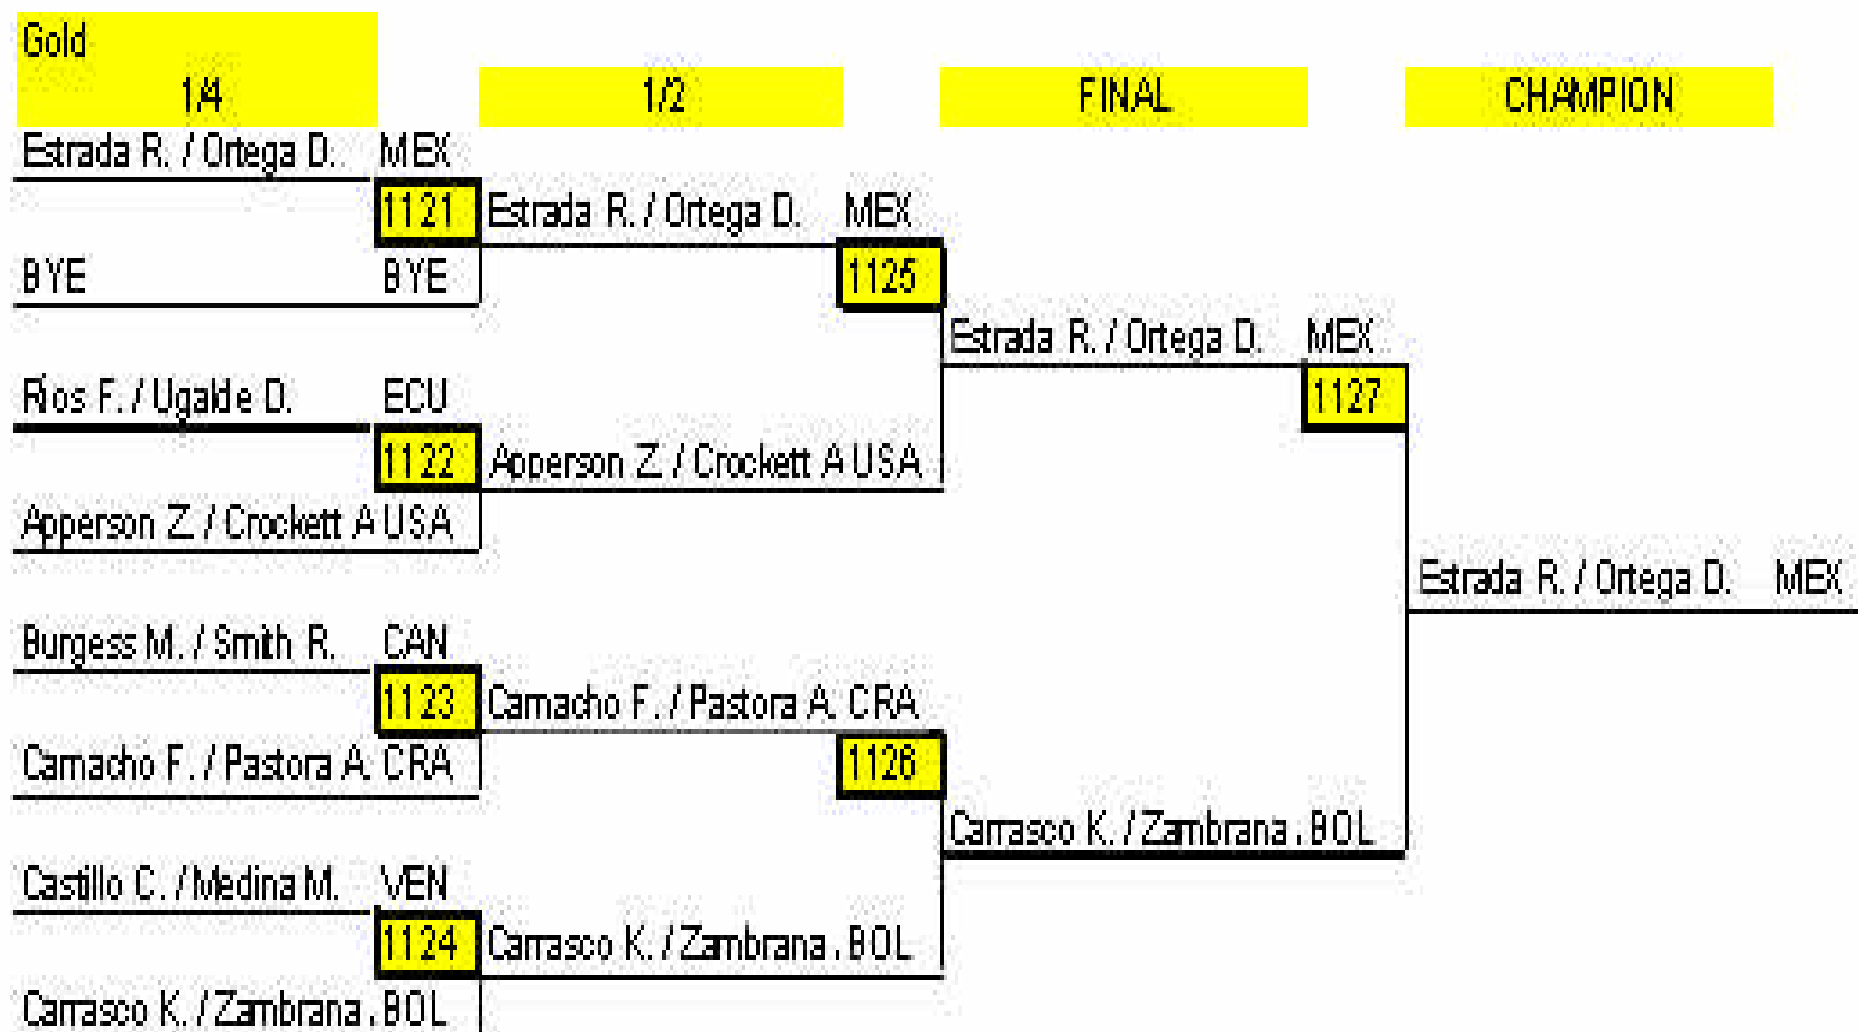 Gold
1/4 1/2 FINAL CHAMPION
Estrada R. / Ortega D. MEX
1121 Estrada R. / Ortega D. MEX
BYE BYE 1125
Estrada R. / Ortega D. MEX
Rios F. / Ugalde D. ECU 1127
1122 Apperson Z. / Crockett A USA
Apperson Z. / Crockett A USA
Estrada R. / Ortega D. MEX
Burgess M. / Smith R. CAN
1123 Camacho F. / Pastora A. CRA
Camacho F. / Pastora A. CRA 1126
Carrasco K. / Zambrana . BOL
Castillo C. / Medina M. VEN
1124 Carrasco K. / Zambrana . BOL
Carrasco K. / Zambrana . BOL